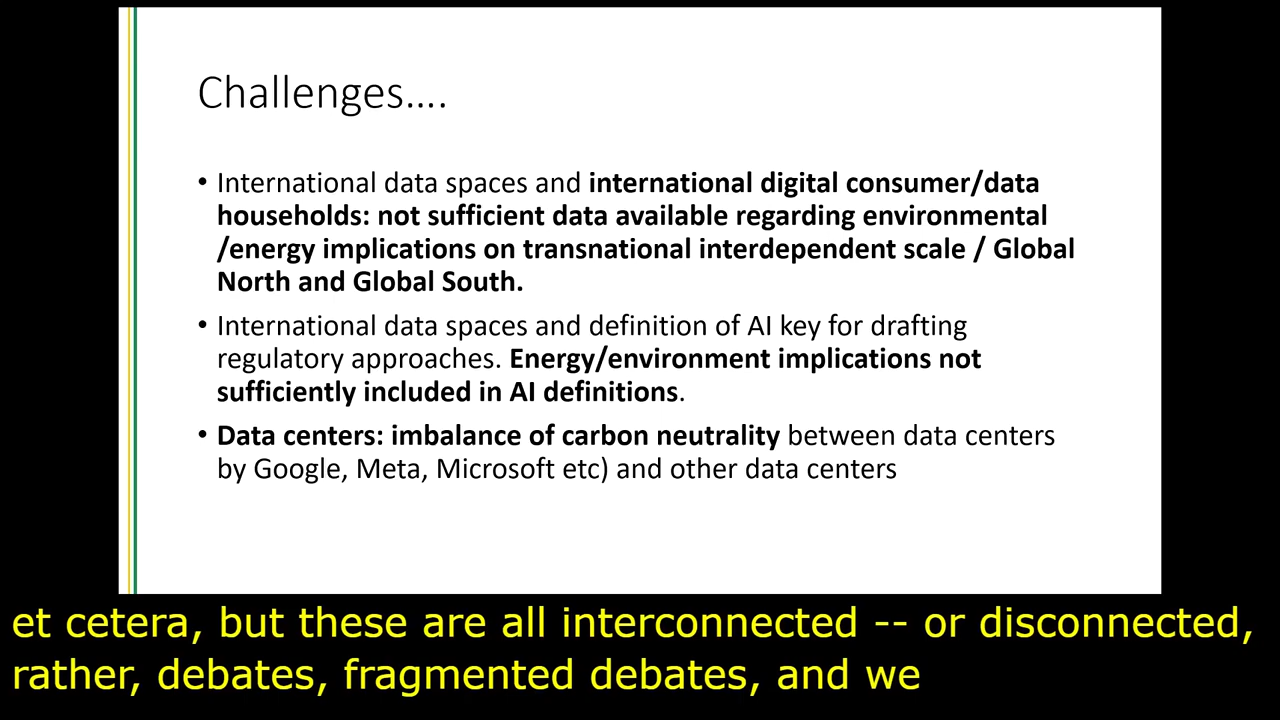 Challenges....
• International data spaces and international digital consumer/data
households: not sufficient data available regarding environmental
/energy implications on transnational interdependent scale / Global
North and Global South.
• International data spaces and definition of AI key for drafting
regulatory approaches. Energy/environment implications not
sufficiently included in AI definitions.
• Data centers: imbalance of carbon neutrality between data centers
by Google, Meta, Microsoft etc) and other data centers
et cetera, but these are all interconnected -- or disconnected,
rather, debates, fragmented debates, and we